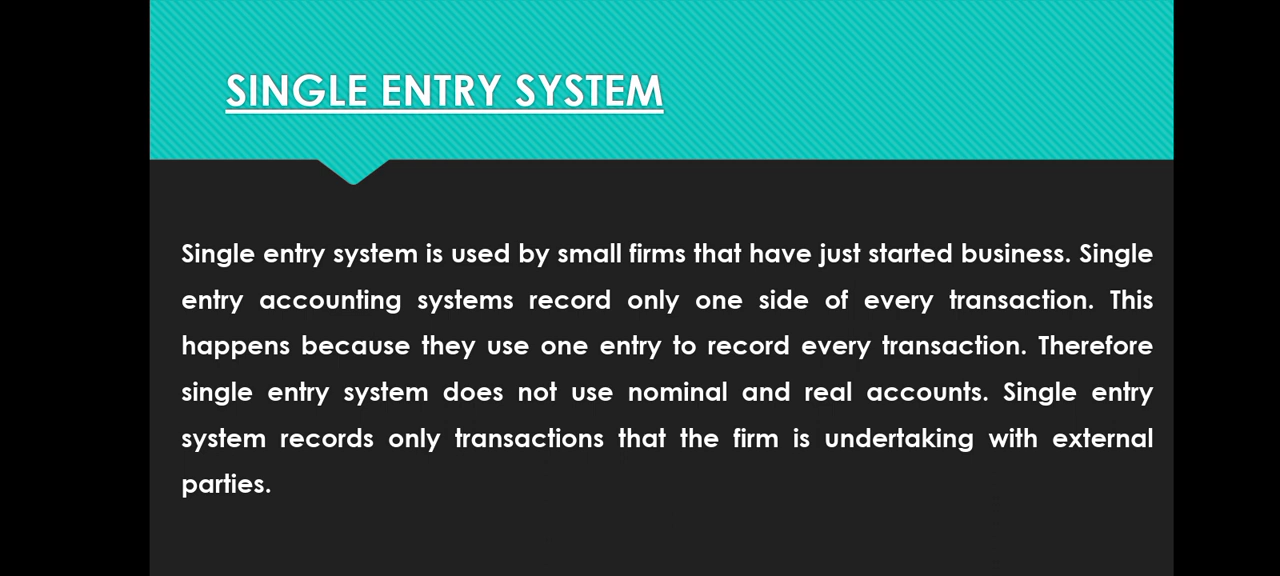 SINGLE ENTRY SYSTEM
Single entry system is used by small firms that have just started business. Single
entry accounting systems record only one side of every transaction. This
happens because they use one entry to record every transaction. Therefore
single entry system does not use nominal and real accounts. Single entry
system records only transactions that the firm is undertaking with external
parties.